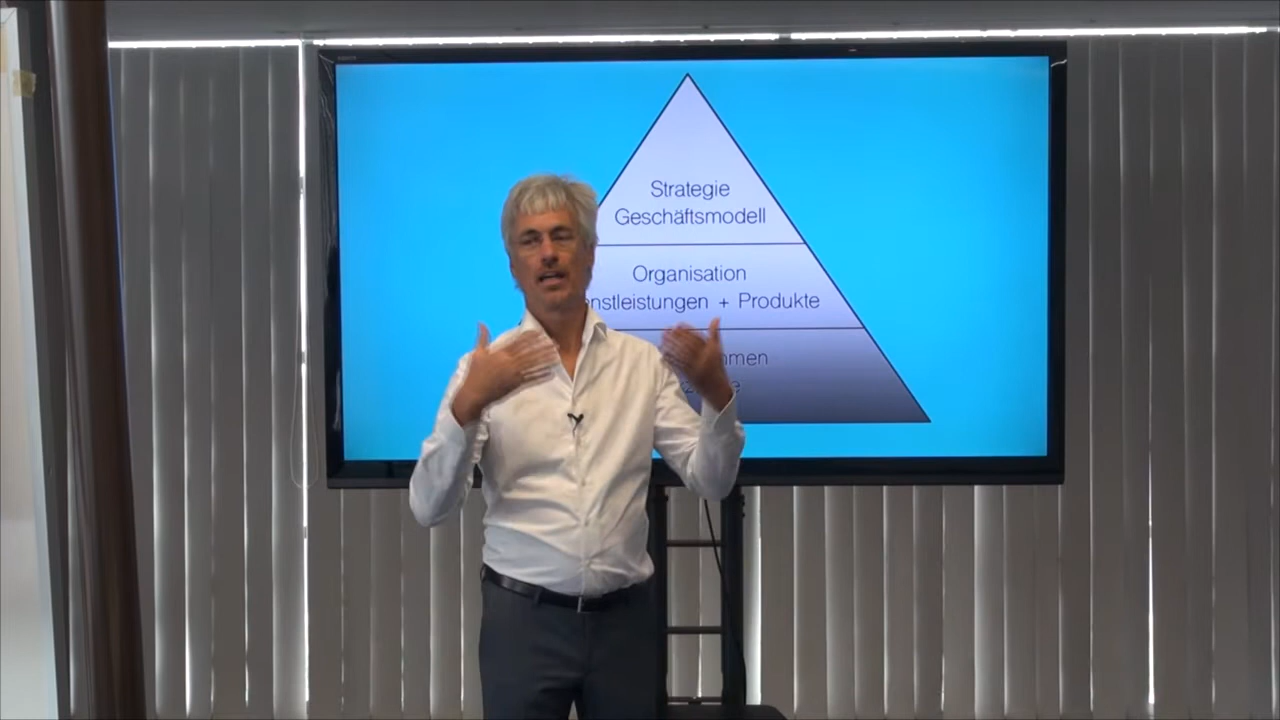 Strategie
Geschäftsmodell
Organisation
nstleistungen + Produkte